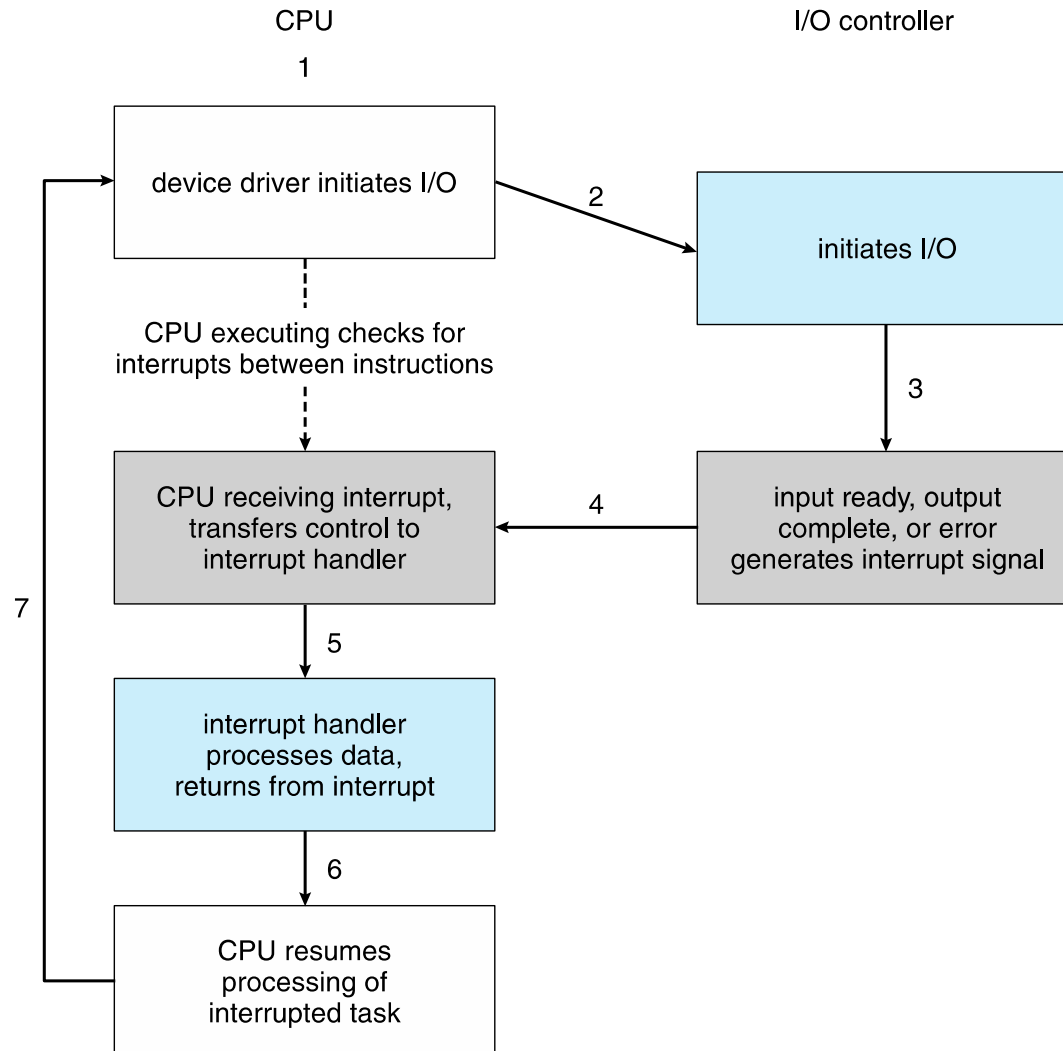 CPU
I/O controller
1
device driver initiates I/O
2
initiates I/O
CPU executing checks for
interrupts between instructions
3
CPU receiving interrupt,
transfers control to
interrupt handler
4
input ready, output
complete, or error
generates interrupt signal
7
5
interrupt handler
processes data,
returns from interrupt
6
CPU resumes
processing of
interrupted task